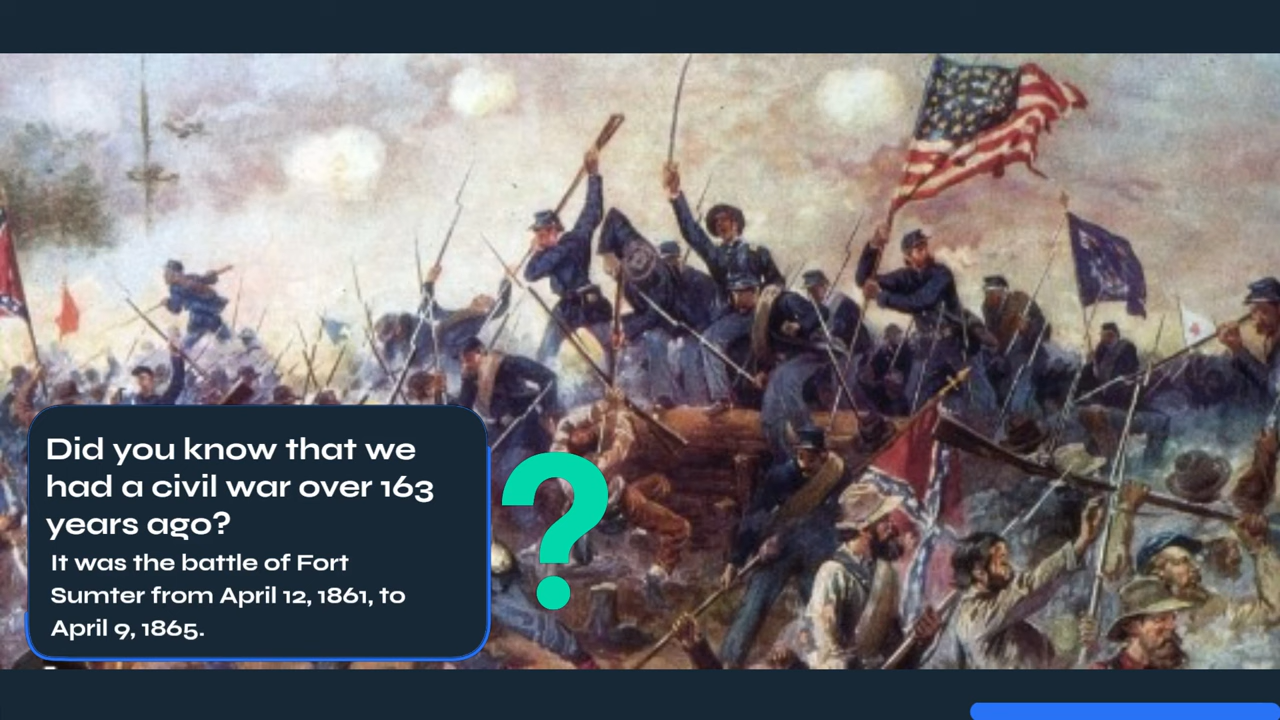 Did you know that we
had a civil war over 163
years ago?
It was the battle of Fort
Sumter from April 12, 1861, to
April 9, 1865.
?